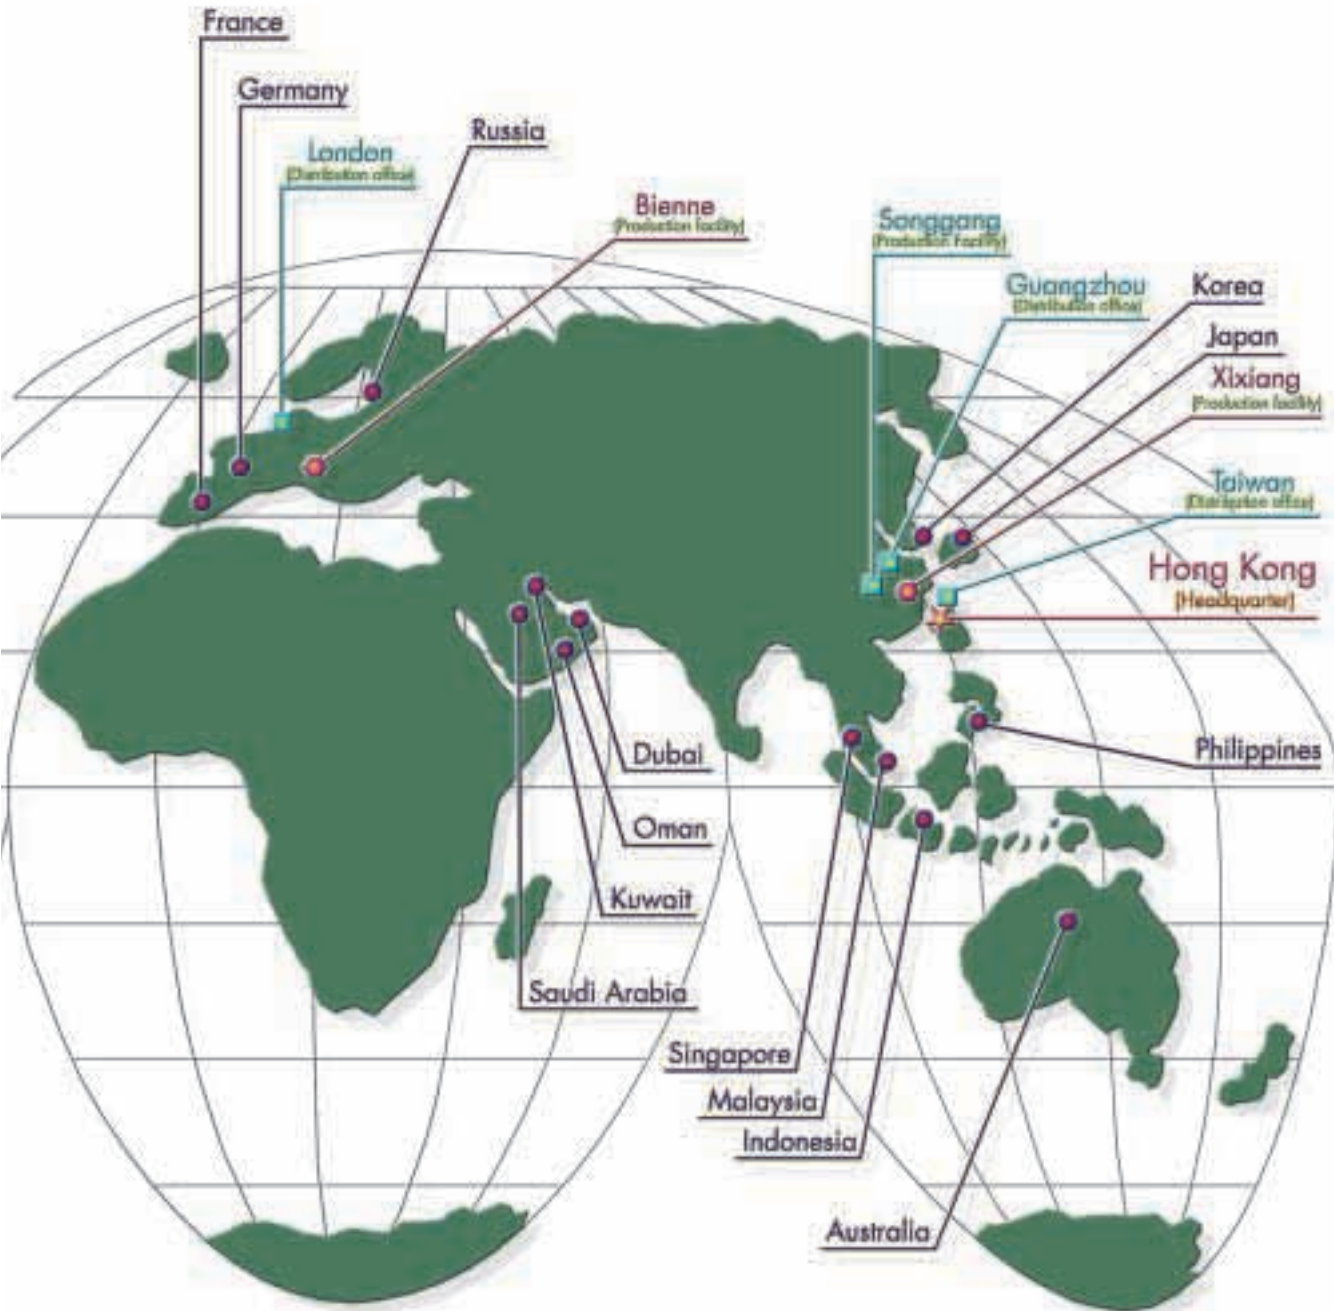 France
Germany
Russia
London
(Distribution office)
Bienne
(Production facility)
Songgang
(Production Facility)
Guangzhou
(Distribution office)
Korea
Japan
Xixiang
(Production facility)
Taiwan
(Distribution office)
Hong Kong
(Headquarter)
Philippines
Dubai
Oman
Kuwait
Saudi Arabia
Singapore
Malaysia
Indonesia
Australia